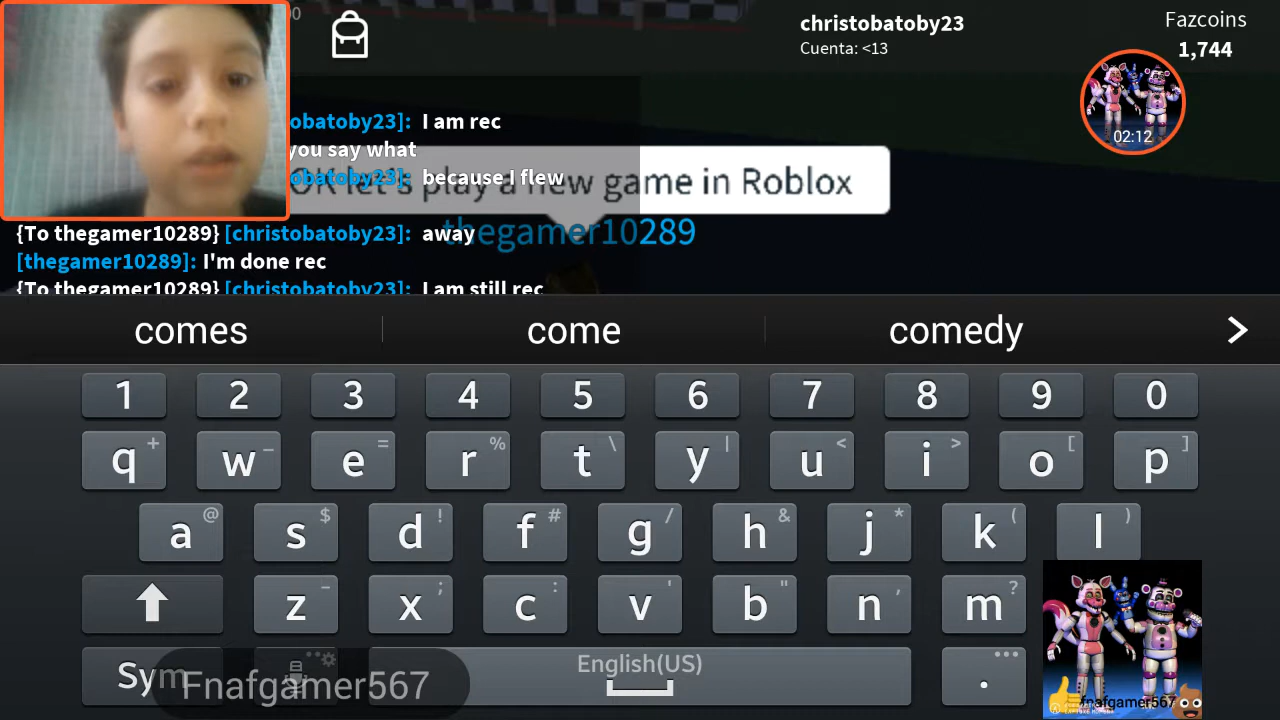 00
christobatoby23
Cuenta: <13
Fazcoins
1,744
02:12
obatoby23]: I am rec
you say what
obatoby23]: because I flew
OK let's play a new game in Roblox
thegamer10289
{To thegamer10289} [christobatoby23]: away
[thegamer10289]: I'm done rec
{To thegamer10289} [christobatoby23]: I am still rec
comes come comedy >
1 2 3 4 5 6 7 8 9 0
q + w _ e = r % t \ y | u < i > o [ p ]
a @ s $ d ! f # g / h & j * k ( l )
z - x ; c : v ' b " n , m ?
Sym English(US) . ...
Fnafgamer567
fnafgamer567